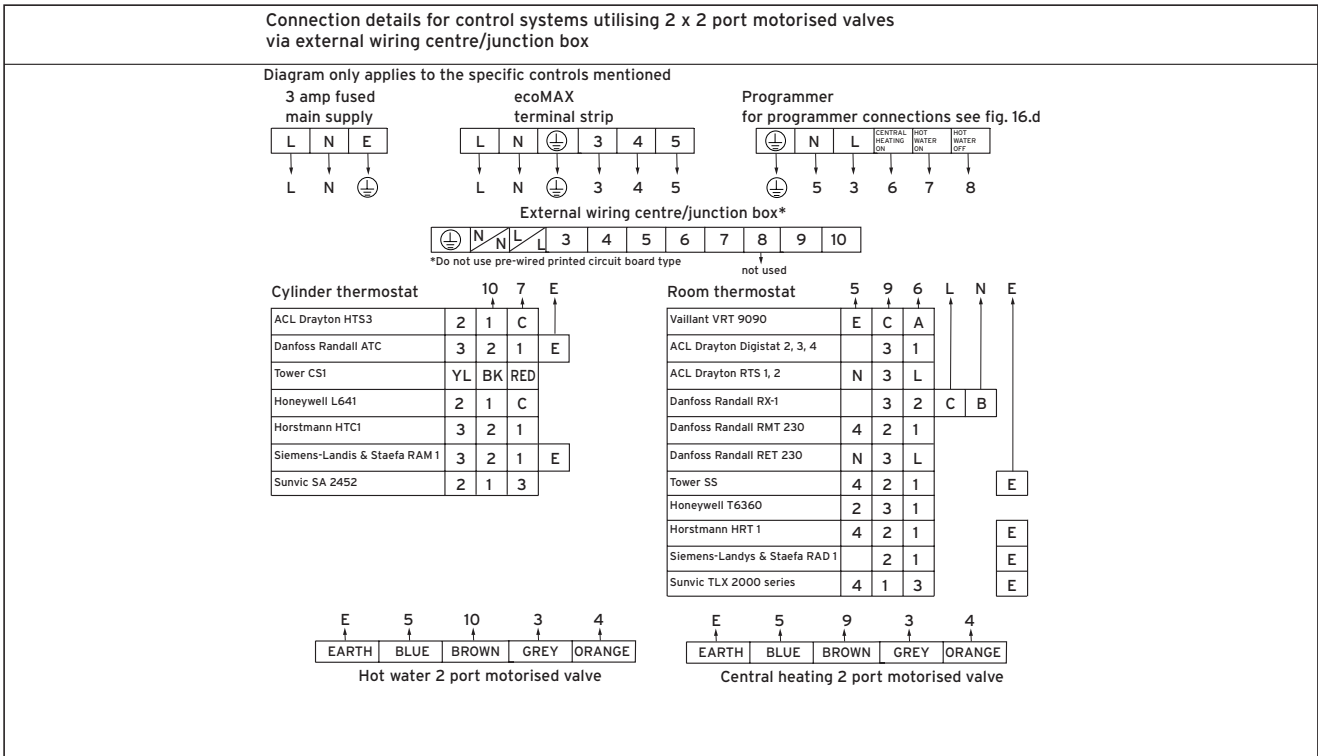 Connection details for control systems utilising 2 x 2 port motorised valves
via external wiring centre/junction box
Diagram only applies to the specific controls mentioned
3 amp fused
main supply
L N E
L N ⏚
ecoMAX
terminal strip
L N ⏚ 3 4 5
L N ⏚ 3 4 5
Programmer
for programmer connections see fig. 16.d
⏚ N L CENTRAL HEATING ON HOT WATER ON HOT WATER OFF
⏚ 5 3 6 7 8
External wiring centre/junction box*
⏚ N N L L 3 4 5 6 7 8 9 10
*Do not use pre-wired printed circuit board type
not used
Cylinder thermostat 10 7 E
ACL Drayton HTS3 2 1 C
Danfoss Randall ATC 3 2 1 E
Tower CS1 YL BK RED
Honeywell L641 2 1 C
Horstmann HTC1 3 2 1
Siemens-Landis & Staefa RAM 1 3 2 1 E
Sunvic SA 2452 2 1 3
Room thermostat 5 9 6 L N E
Vaillant VRT 9090 E C A
ACL Drayton Digistat 2, 3, 4 3 1
ACL Drayton RTS 1, 2 N 3 L
Danfoss Randall RX-1 3 2 C B
Danfoss Randall RMT 230 4 2 1
Danfoss Randall RET 230 N 3 L
Tower SS 4 2 1 E
Honeywell T6360 2 3 1
Horstmann HRT 1 4 2 1 E
Siemens-Landys & Staefa RAD 1 2 1 E
Sunvic TLX 2000 series 4 1 3 E
E 5 10 3 4
EARTH BLUE BROWN GREY ORANGE
Hot water 2 port motorised valve
E 5 9 3 4
EARTH BLUE BROWN GREY ORANGE
Central heating 2 port motorised valve